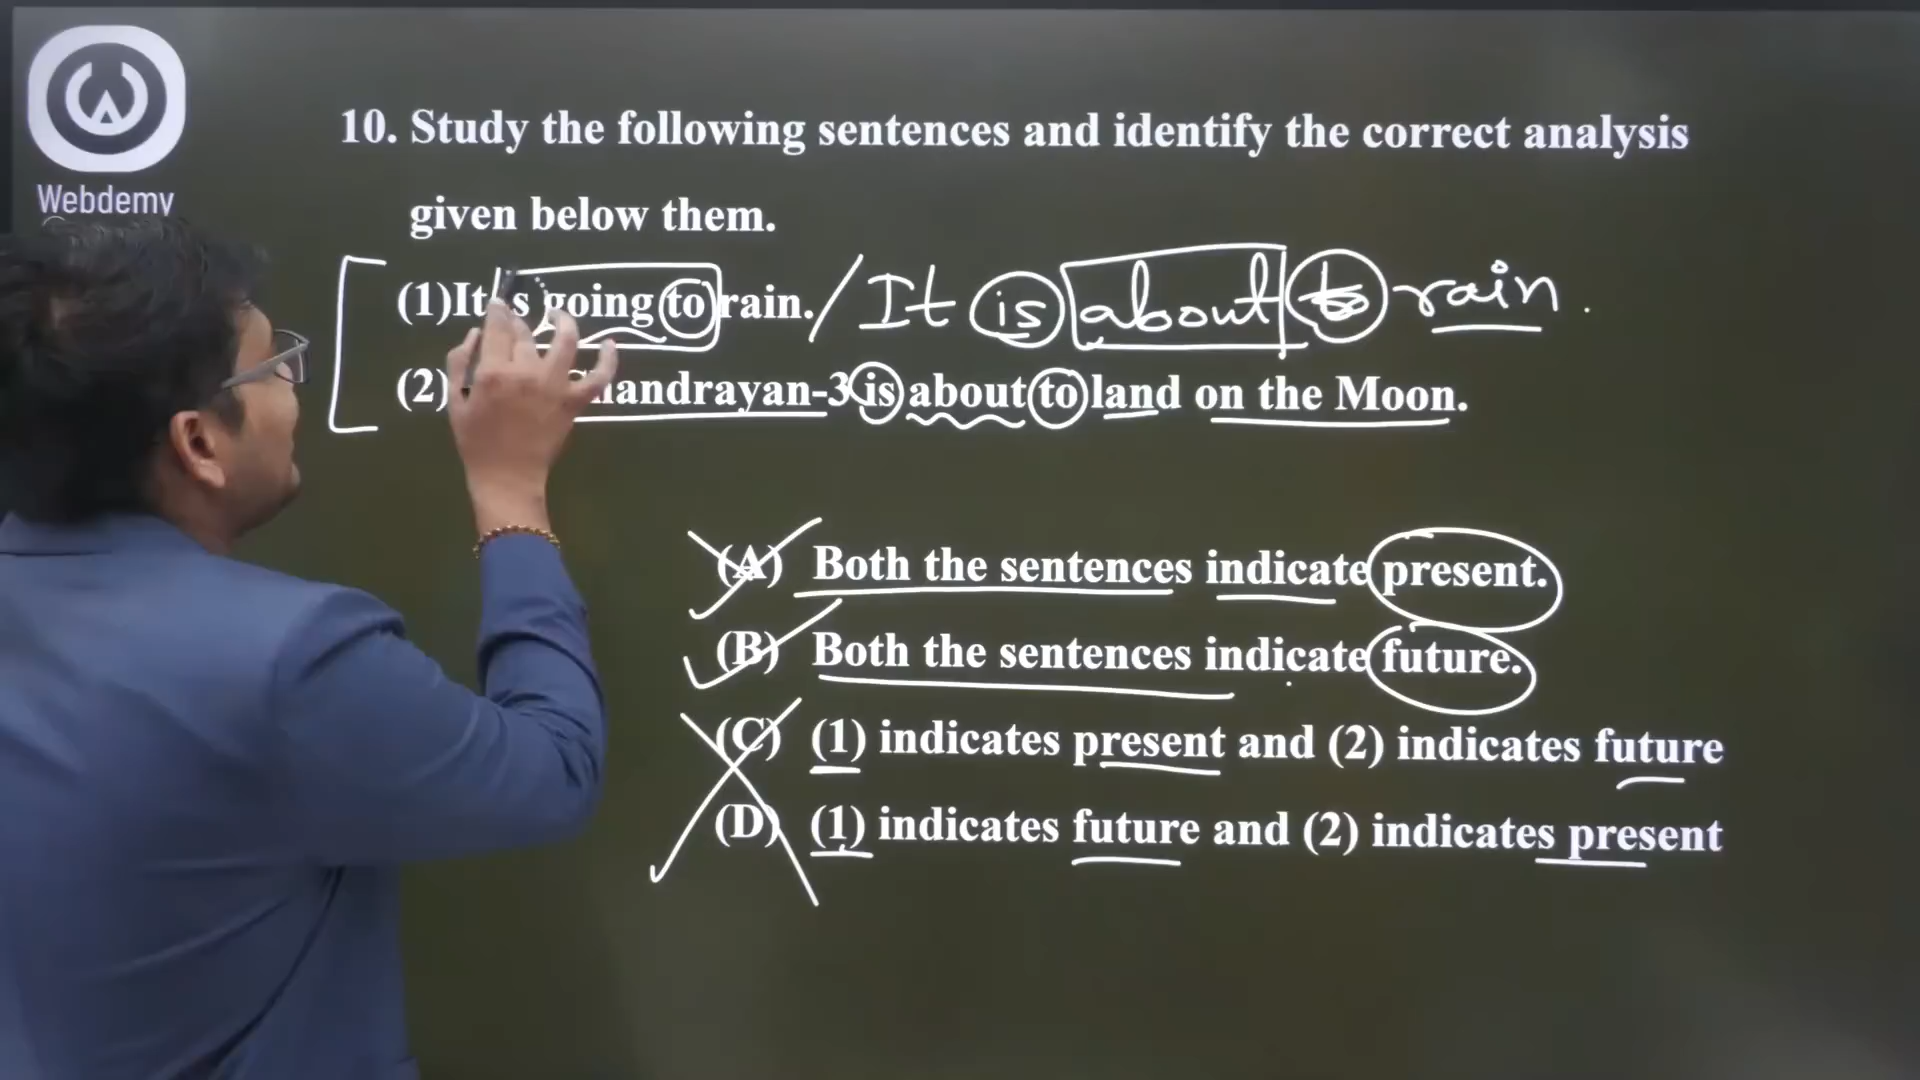 Webdemy
10. Study the following sentences and identify the correct analysis
given below them.
(1)It is going to rain. / It is about to rain.
(2) Chandrayan-3 is about to land on the Moon.
(A) Both the sentences indicate present.
(B) Both the sentences indicate future.
(C) (1) indicates present and (2) indicates future
(D) (1) indicates future and (2) indicates present